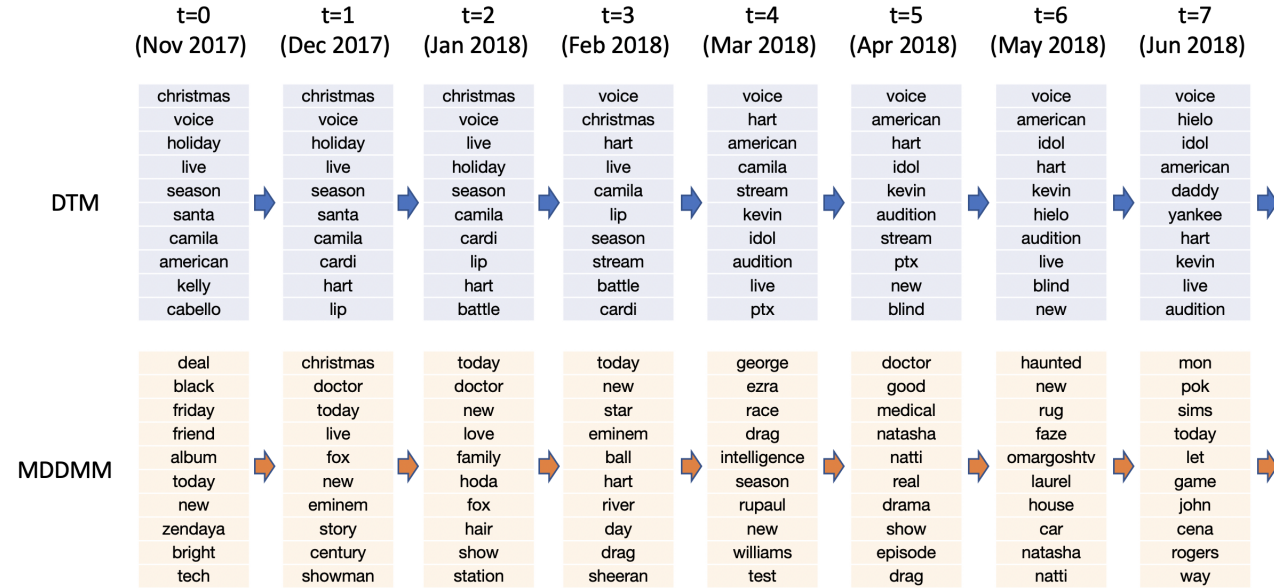 t=0 t=1 t=2 t=3 t=4 t=5 t=6 t=7
(Nov 2017) (Dec 2017) (Jan 2018) (Feb 2018) (Mar 2018) (Apr 2018) (May 2018) (Jun 2018)
christmas christmas christmas voice voice voice voice voice
voice voice voice christmas hart american american hielo
holiday holiday live hart american hart idol idol
live live holiday live camila idol hart american
season season season camila stream kevin kevin daddy
DTM
santa santa camila lip kevin audition hielo yankee
camila camila cardi season idol stream audition hart
american cardi lip stream audition ptx live kevin
kelly hart hart battle live new blind live
cabello lip battle cardi ptx blind new audition
deal christmas today today george doctor haunted mon
black doctor doctor new ezra good new pok
friday today new star race medical rug sims
friend live love eminem drag natasha faze today
album fox family ball intelligence natti omargoshtv let
MDDMM
today new hoda hart season real laurel game
new eminem fox river rupaul drama house john
zendaya story hair day new show car cena
bright century show drag williams episode natasha rogers
tech showman station sheeran test drag natti way